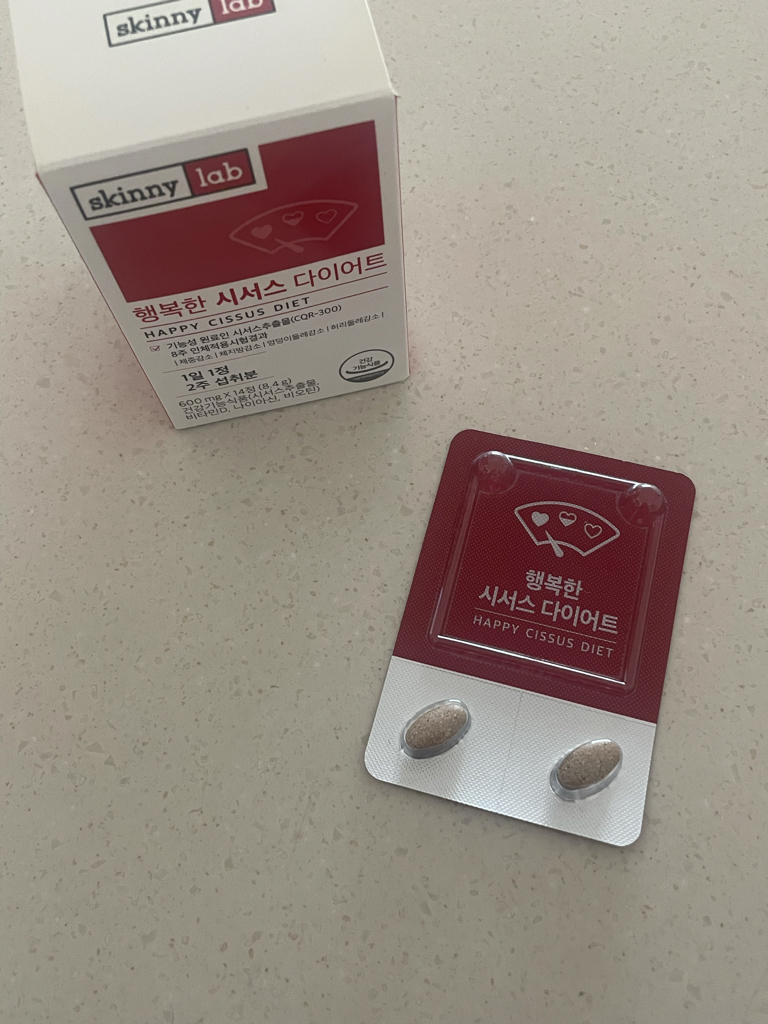 skinny lab
skinny lab
행복한 시서스 다이어트
HAPPY CISSUS DIET
기능성 원료인 시서스추출물(CQR-300)
8주 인체적용시험결과
| 체중감소 | 체지방감소 | 엉덩이둘레감소 | 허리둘레감소 |
1일 1정
2주 섭취분
건강
기능식품
600 mg X 14정 (8.4 g)
건강기능식품(시서스추출물,
비타민D, 나이아신, 비오틴)
행복한
시서스 다이어트
HAPPY CISSUS DIET